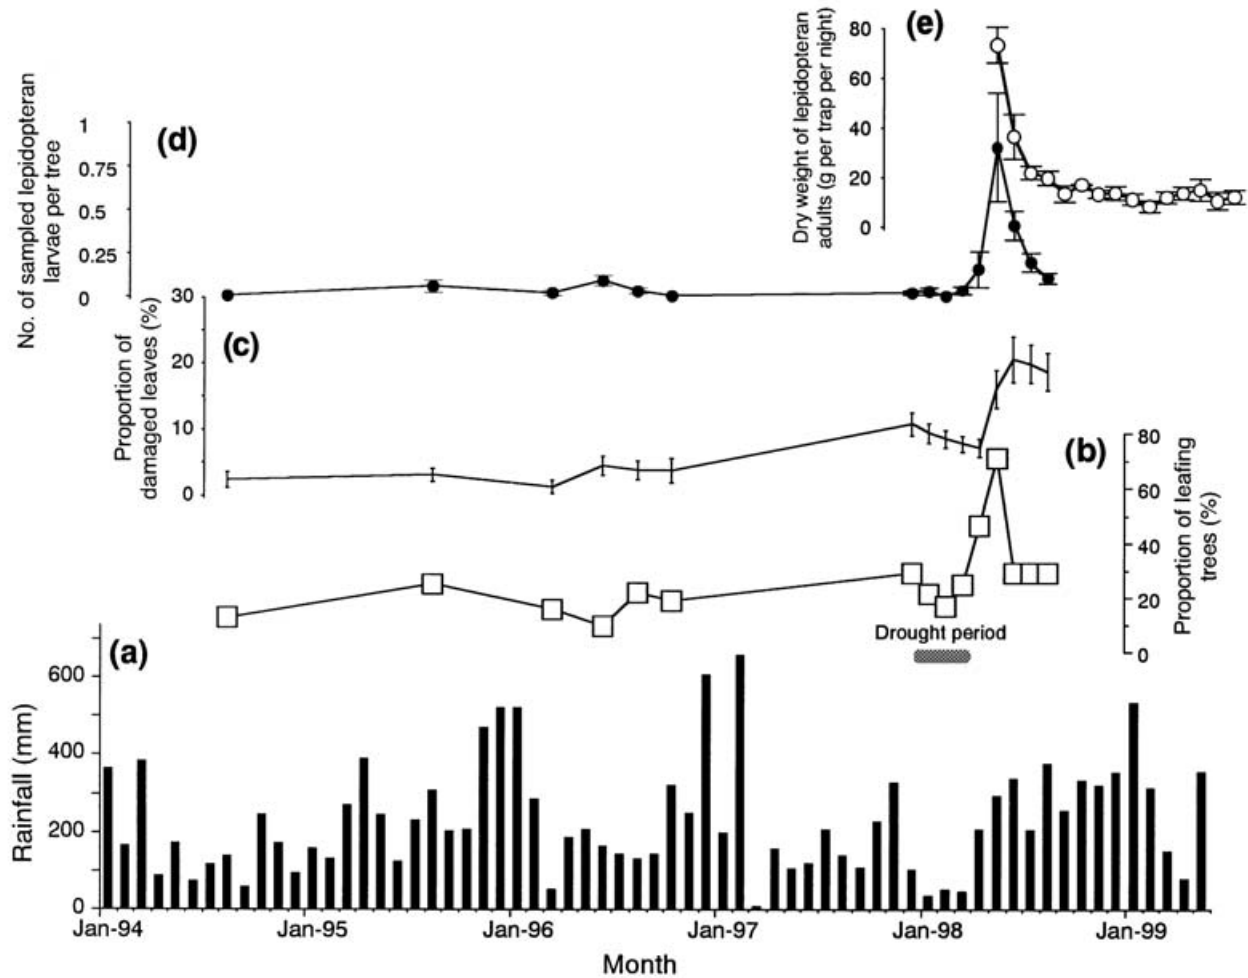 (e)
Dry weight of lepidopteran
adults (g per trap per night)
80
60
40
20
0
(d)
No. of sampled lepidopteran
larvae per tree
1
0.75
0.5
0.25
0
(c)
Proportion of
damaged leaves (%)
30
20
10
0
(b)
Proportion of leafing
trees (%)
80
60
40
20
0
Drought period
(a)
Rainfall (mm)
600
400
200
0
Jan-94 Jan-95 Jan-96 Jan-97 Jan-98 Jan-99
Month